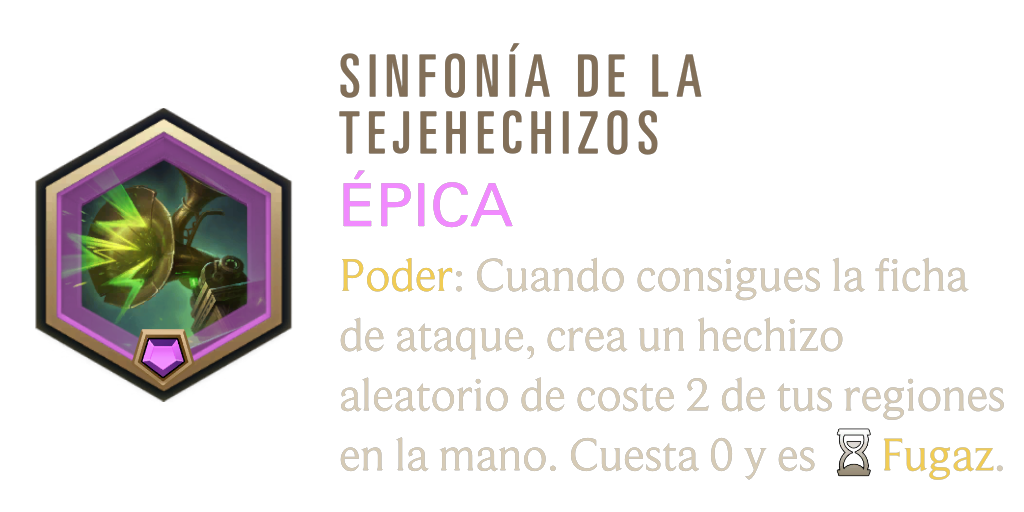 SINFONÍA DE LA
TEJEHECHIZOS
ÉPICA
Poder: Cuando consigues la ficha
de ataque, crea un hechizo
aleatorio de coste 2 de tus regiones
en la mano. Cuesta 0 y es Fugaz.